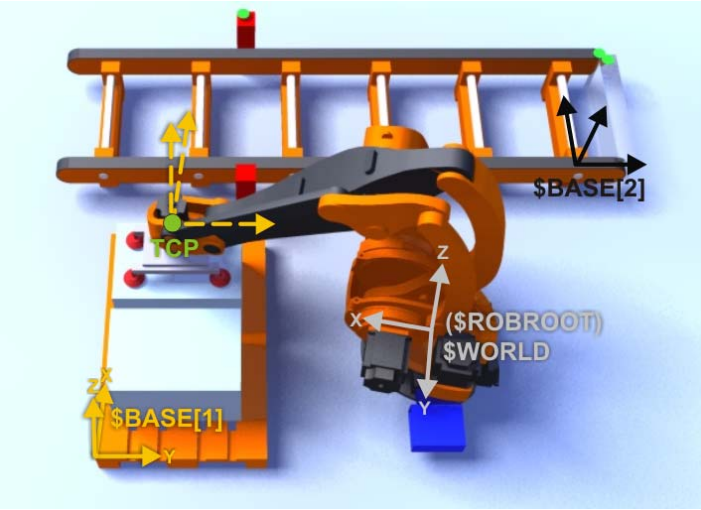 $BASE[2]
TCP
Z
X
($ROBROOT)
$WORLD
Y
Z
X
$BASE[1]
Y